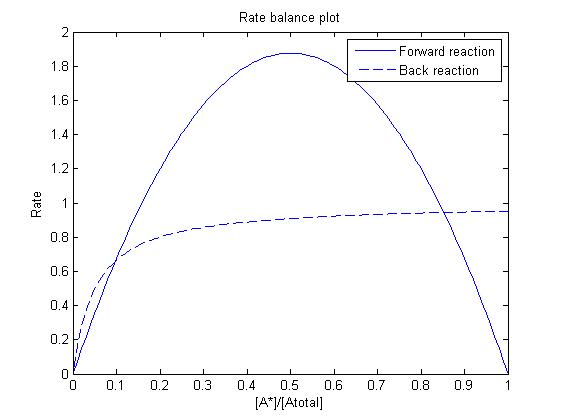 Rate balance plot
Forward reaction
Back reaction
2
1.8
1.6
1.4
1.2
1
0.8
0.6
0.4
0.2
0
Rate
0 0.1 0.2 0.3 0.4 0.5 0.6 0.7 0.8 0.9 1
[A*]/[Atotal]